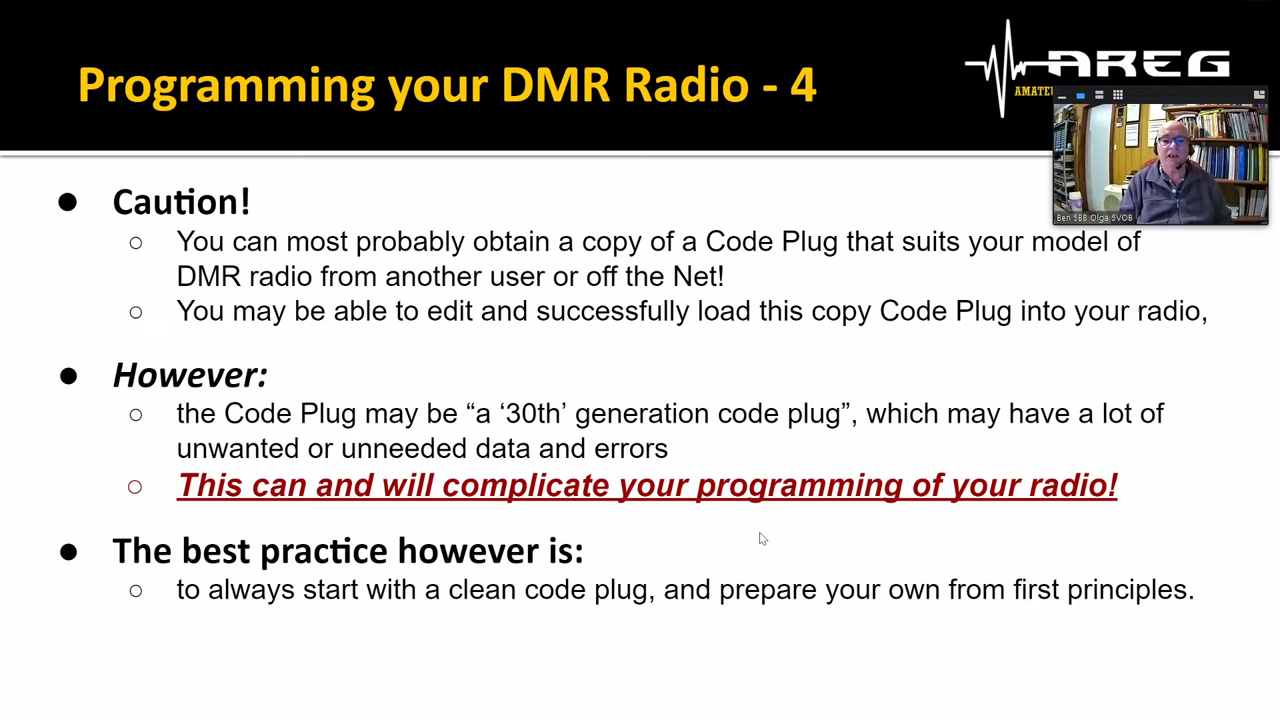 Programming your DMR Radio - 4
AREG
AMATE
Ben 5BB Olga 5VOB
● Caution!
○ You can most probably obtain a copy of a Code Plug that suits your model of
DMR radio from another user or off the Net!
○ You may be able to edit and successfully load this copy Code Plug into your radio,
● However:
○ the Code Plug may be “a ‘30th’ generation code plug”, which may have a lot of
unwanted or unneeded data and errors
○ This can and will complicate your programming of your radio!
● The best practice however is:
○ to always start with a clean code plug, and prepare your own from first principles.